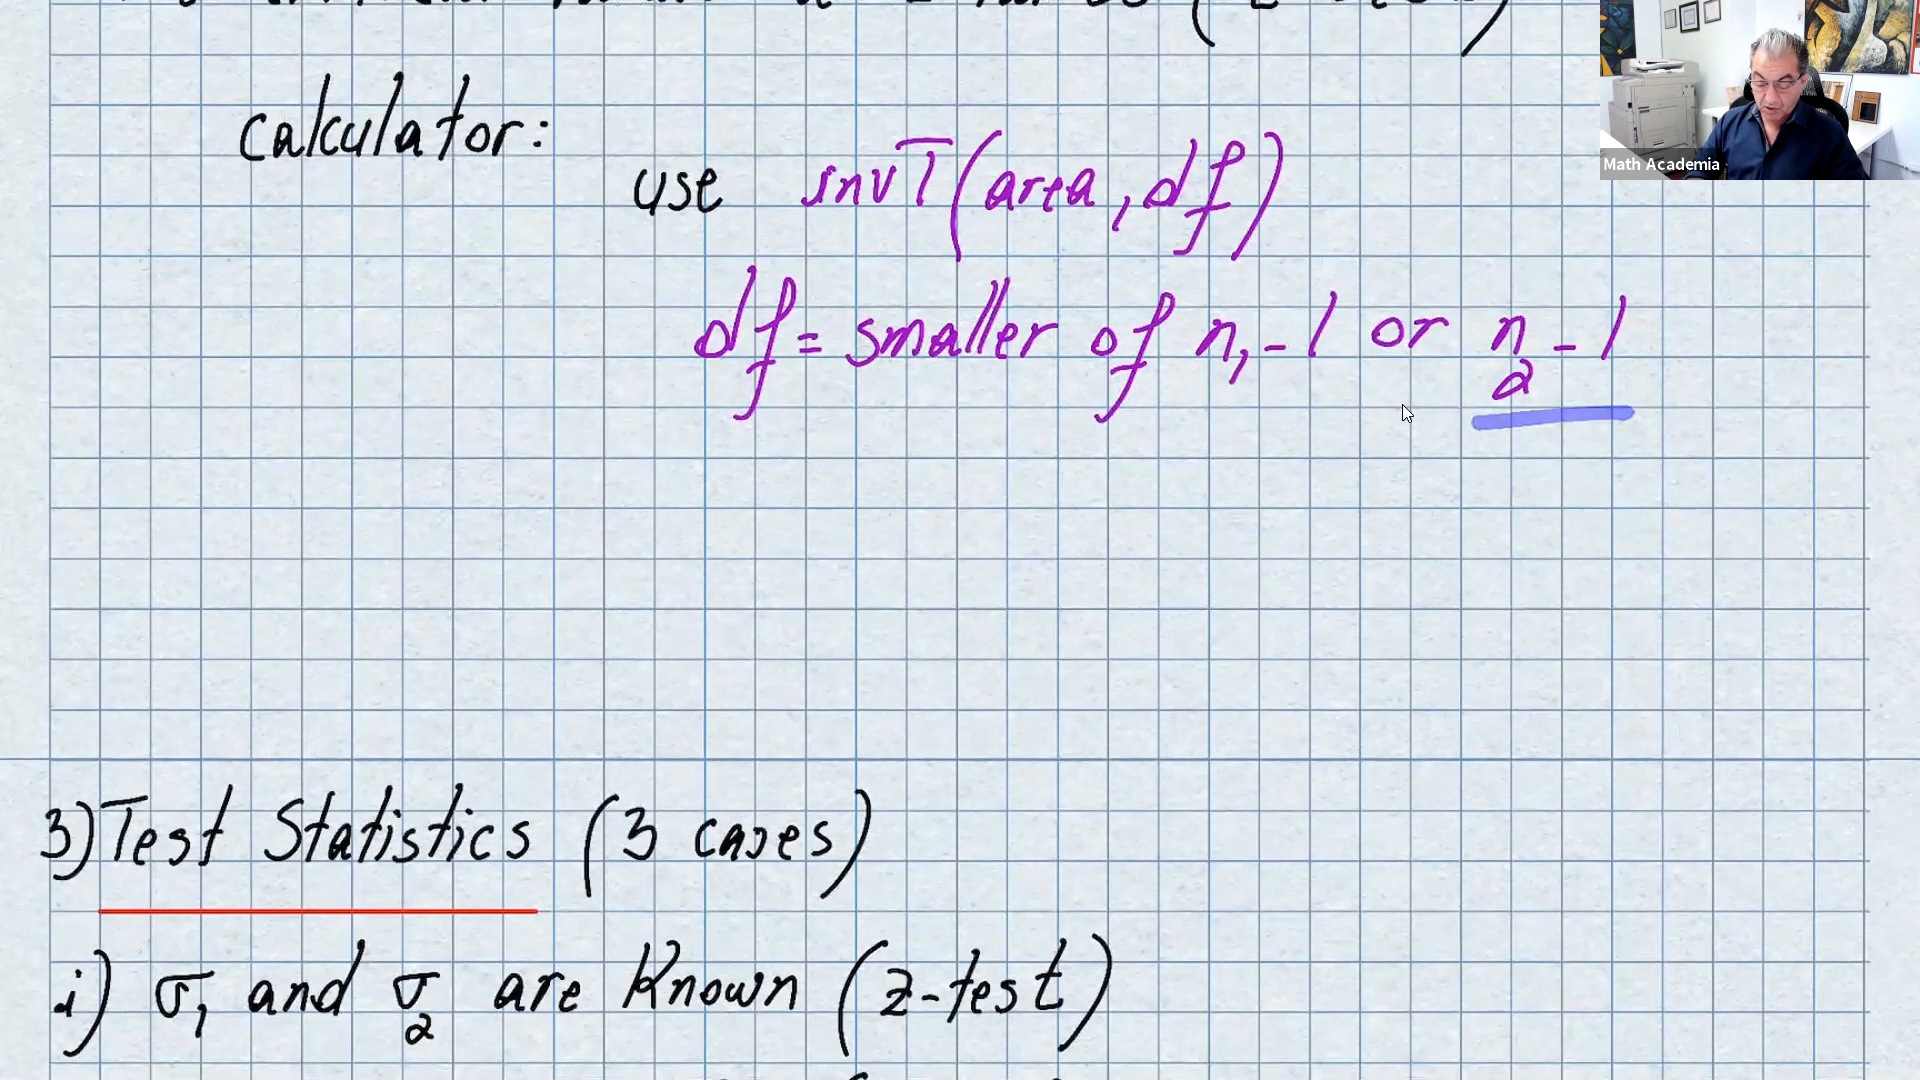 Math Academia
calculator:
use invT(area, df)
df = smaller of n₁-1 or n₂-1
3) Test Statistics (3 cases)
i) σ₁ and σ₂ are known (z-test)